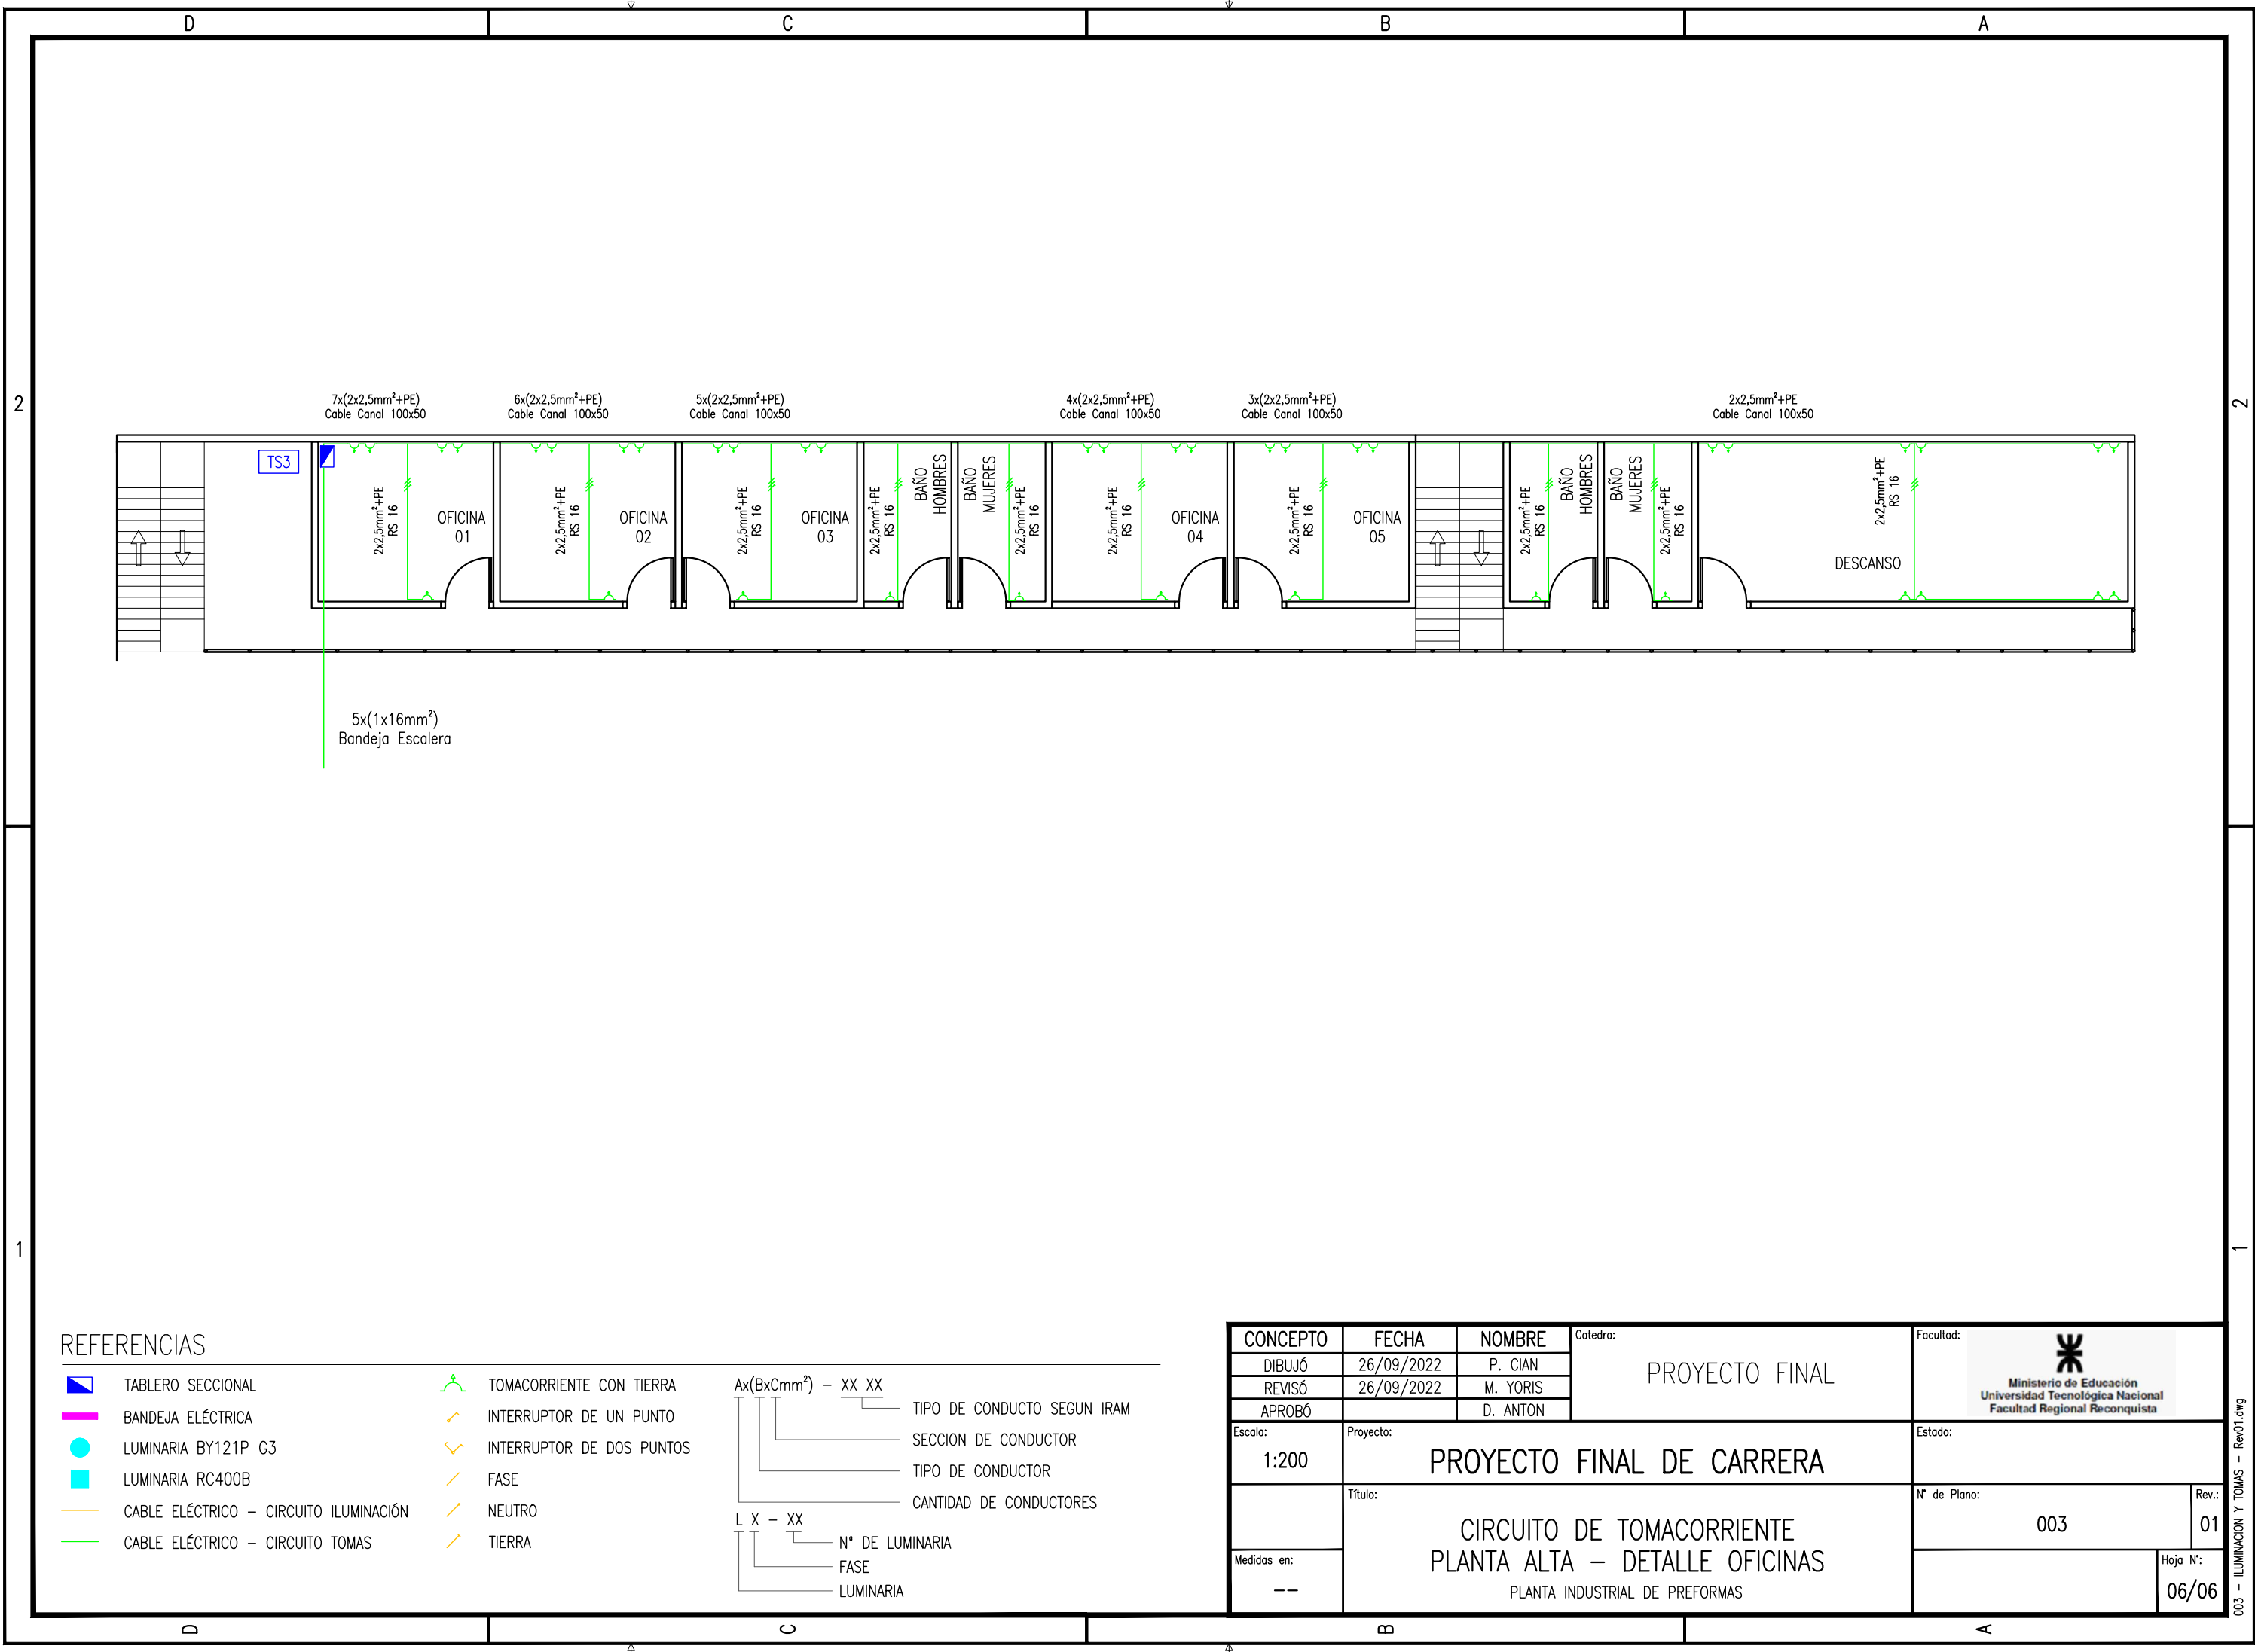 D
C
B
A
2
2
7x(2x2,5mm²+PE)
Cable Canal 100x50
6x(2x2,5mm²+PE)
Cable Canal 100x50
5x(2x2,5mm²+PE)
Cable Canal 100x50
4x(2x2,5mm²+PE)
Cable Canal 100x50
3x(2x2,5mm²+PE)
Cable Canal 100x50
2x2,5mm²+PE
Cable Canal 100x50
TS3
2x2,5mm²+PE
RS 16
OFICINA
01
2x2,5mm²+PE
RS 16
OFICINA
02
2x2,5mm²+PE
RS 16
OFICINA
03
2x2,5mm²+PE
RS 16
BAÑO
HOMBRES
BAÑO
MUJERES
2x2,5mm²+PE
RS 16
2x2,5mm²+PE
RS 16
OFICINA
04
2x2,5mm²+PE
RS 16
OFICINA
05
2x2,5mm²+PE
RS 16
BAÑO
HOMBRES
BAÑO
MUJERES
2x2,5mm²+PE
RS 16
2x2,5mm²+PE
RS 16
DESCANSO
5x(1x16mm²)
Bandeja Escalera
1
1
REFERENCIAS
TABLERO SECCIONAL
BANDEJA ELÉCTRICA
LUMINARIA BY121P G3
LUMINARIA RC400B
CABLE ELÉCTRICO – CIRCUITO ILUMINACIÓN
CABLE ELÉCTRICO – CIRCUITO TOMAS
TOMACORRIENTE CON TIERRA
INTERRUPTOR DE UN PUNTO
INTERRUPTOR DE DOS PUNTOS
FASE
NEUTRO
TIERRA
Ax(BxCmm²) – XX XX
TIPO DE CONDUCTO SEGUN IRAM
SECCION DE CONDUCTOR
TIPO DE CONDUCTOR
CANTIDAD DE CONDUCTORES
L X – XX
N° DE LUMINARIA
FASE
LUMINARIA
CONCEPTO FECHA NOMBRE
DIBUJÓ 26/09/2022 P. CIAN
REVISÓ 26/09/2022 M. YORIS
APROBÓ D. ANTON
Catedra:
PROYECTO FINAL
Facultad:
Ministerio de Educación
Universidad Tecnológica Nacional
Facultad Regional Reconquista
Escala:
1:200
Proyecto:
PROYECTO FINAL DE CARRERA
Estado:
Título:
CIRCUITO DE TOMACORRIENTE
PLANTA ALTA – DETALLE OFICINAS
PLANTA INDUSTRIAL DE PREFORMAS
N° de Plano:
003
Rev.:
01
Medidas en:
--
Hoja N°:
06/06
003 – ILUMINACION Y TOMAS – Rev01.dwg
D
C
B
A